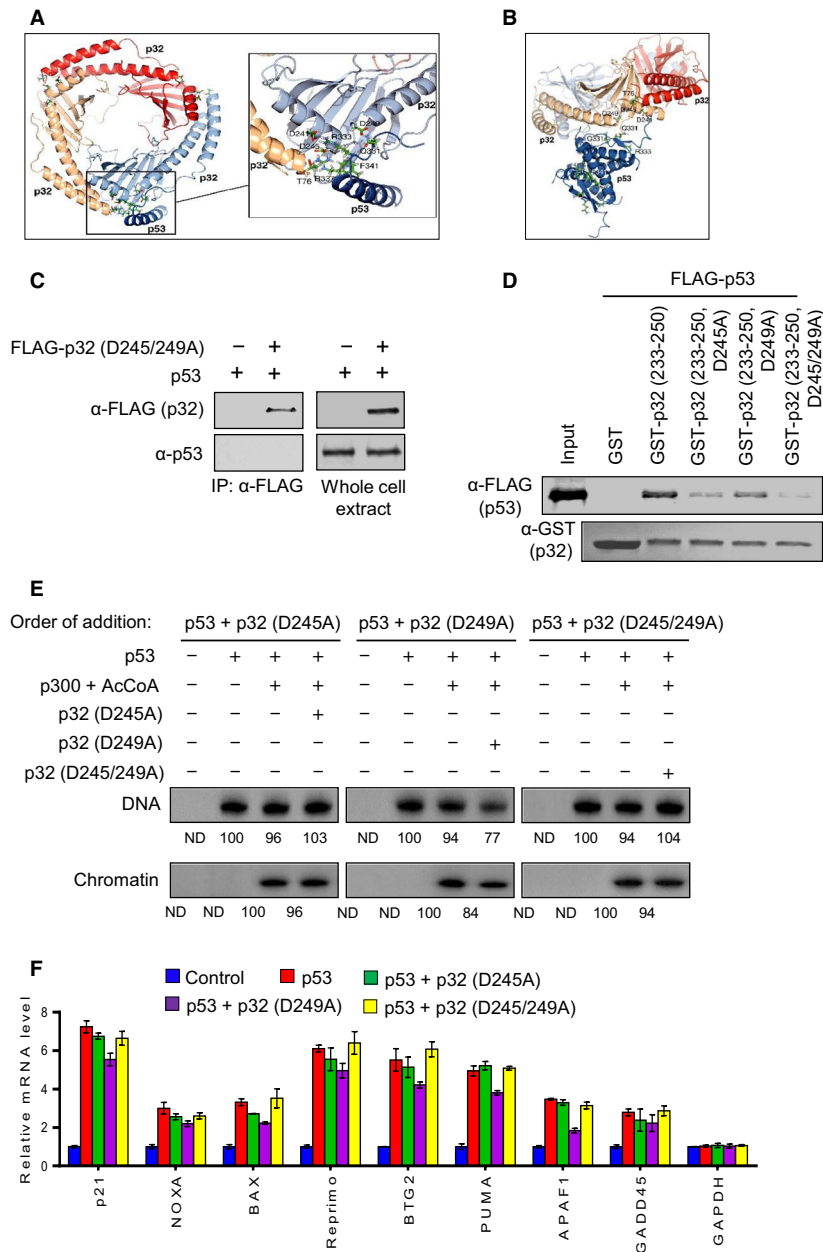 A
p32
p32
p32
p53
D241
D245
R333
D249
Q331
F341
T76
R337
p32
p32
p53
B
T76
D249
D245
D241
Q331
Q331
R333
p32
p32
p53
C
FLAG-p32 (D245/249A) – + – +
p53 + + + +
α-FLAG (p32)
α-p53
IP: α-FLAG
Whole cell
extract
D
FLAG-p53
Input
GST
GST-p32 (233-250)
GST-p32 (233-250,
D245A)
GST-p32 (233-250,
D249A)
GST-p32 (233-250,
D245/249A)
α-FLAG
(p53)
α-GST
(p32)
E
Order of addition: p53 + p32 (D245A) p53 + p32 (D249A) p53 + p32 (D245/249A)
p53 – + + + – + + + – + + +
p300 + AcCoA – – + + – – + + – – + +
p32 (D245A) – – – + – – – – – – – –
p32 (D249A) – – – – – – – + – – – –
p32 (D245/249A) – – – – – – – – – – – +
DNA
ND 100 96 103 ND 100 94 77 ND 100 94 104
Chromatin
ND ND 100 96 ND ND 100 84 ND ND 100 94
F
Control p53 p53 + p32 (D245A)
p53 + p32 (D249A) p53 + p32 (D245/249A)
Relative mRNA level
8
6
4
2
0
p21
NOXA
BAX
Reprimo
BTG2
PUMA
APAF1
GADD45
GAPDH